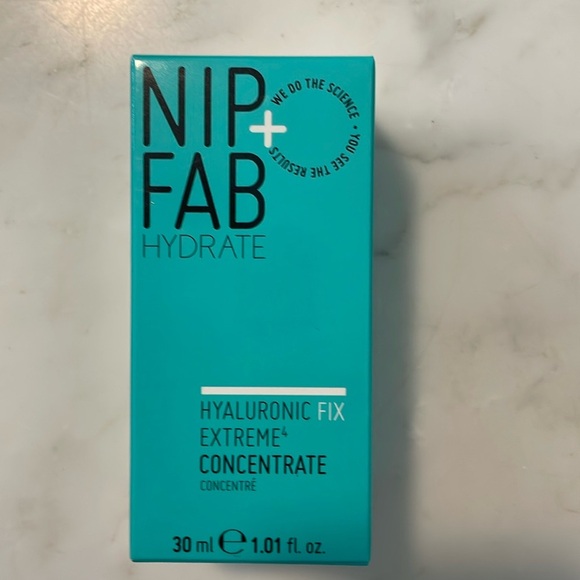 NIP+
FAB
HYDRATE
WE DO THE SCIENCE • YOU SEE THE RESULTS
HYALURONIC FIX
EXTREME⁴
CONCENTRATE
CONCENTRÉ
30 ml ℮ 1.01 fl. oz.